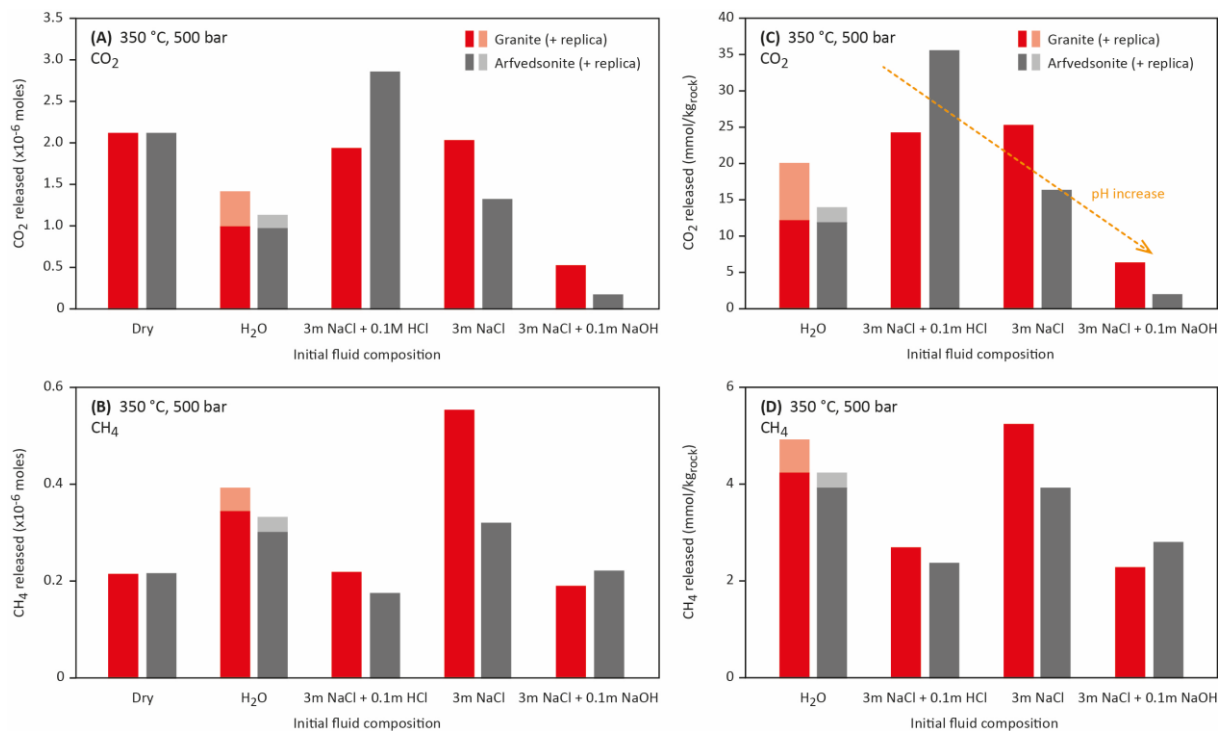 (A) 350 °C, 500 bar
CO2
Granite (+ replica)
Arfvedsonite (+ replica)
CO2 released (x10-6 moles)
3.5
3.0
2.5
2.0
1.5
1.0
0.5
0
Dry
H2O
3m NaCl + 0.1M HCl
3m NaCl
3m NaCl + 0.1m NaOH
Initial fluid composition
(C) 350 °C, 500 bar
CO2
Granite (+ replica)
Arfvedsonite (+ replica)
pH increase
CO2 released (mmol/kgrock)
40
35
30
25
20
15
10
5
0
H2O
3m NaCl + 0.1m HCl
3m NaCl
3m NaCl + 0.1m NaOH
Initial fluid composition
(B) 350 °C, 500 bar
CH4
CH4 released (x10-6 moles)
0.6
0.4
0.2
0
Dry
H2O
3m NaCl + 0.1m HCl
3m NaCl
3m NaCl + 0.1m NaOH
Initial fluid composition
(D) 350 °C, 500 bar
CH4
CH4 released (mmol/kgrock)
6
4
2
0
H2O
3m NaCl + 0.1m HCl
3m NaCl
3m NaCl + 0.1m NaOH
Initial fluid composition